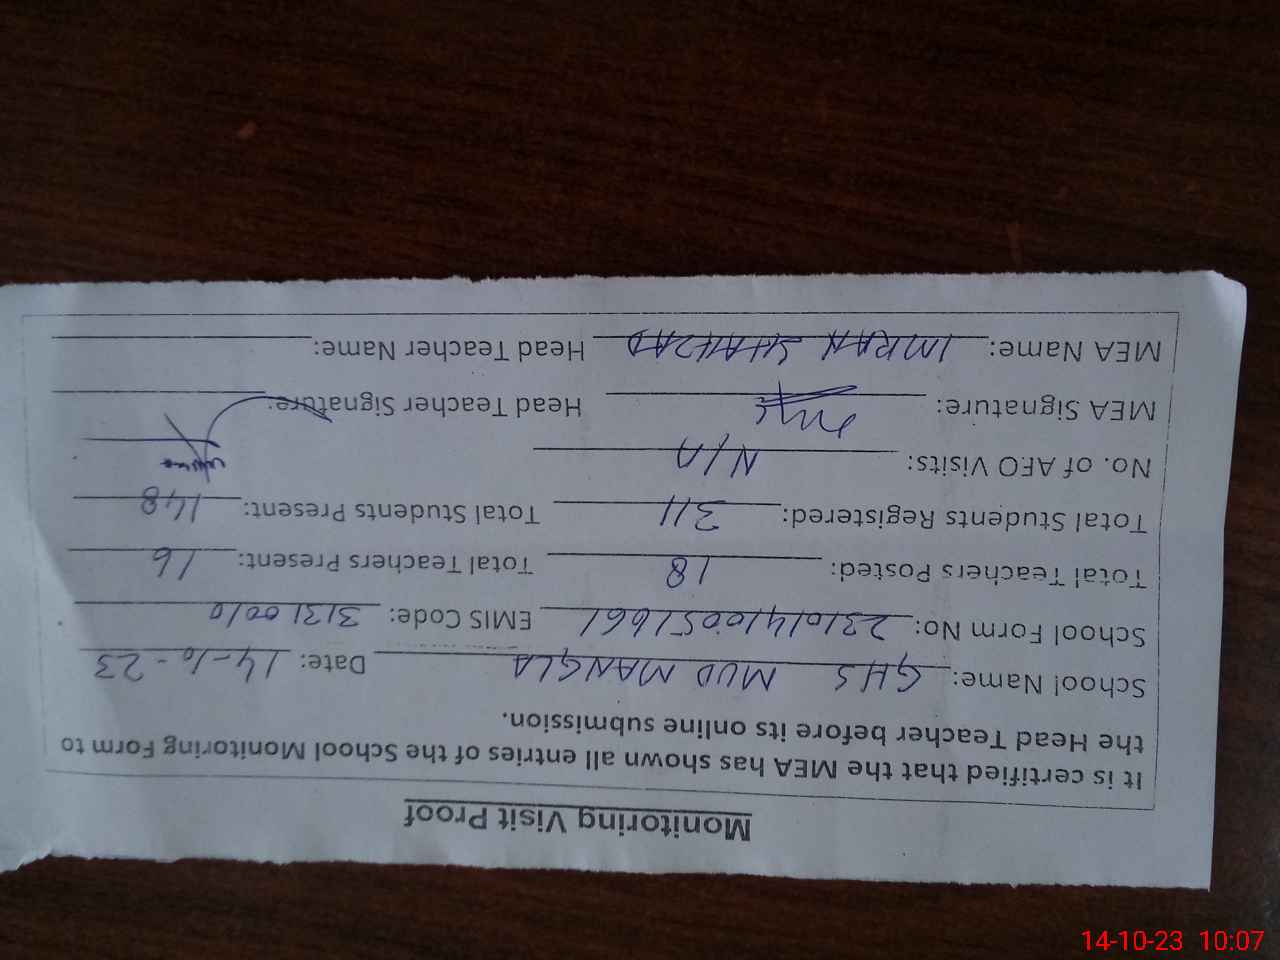 Monitoring Visit Proof
It is certified that the MEA has shown all entries of the School Monitoring Form to
the Head Teacher before its online submission.
School Name: GHS MUD MANGLA Date: 14-10-23
School Form No: 23101410051661 EMIS Code: 31310010
Total Teachers Posted: 18 Total Teachers Present: 16
Total Students Registered: 311 Total Students Present: 148
No. of AEO Visits: N/A
MEA Signature: Head Teacher Signature:
MEA Name: IMRAN SHAHZAD Head Teacher Name:
14-10-23 10:07